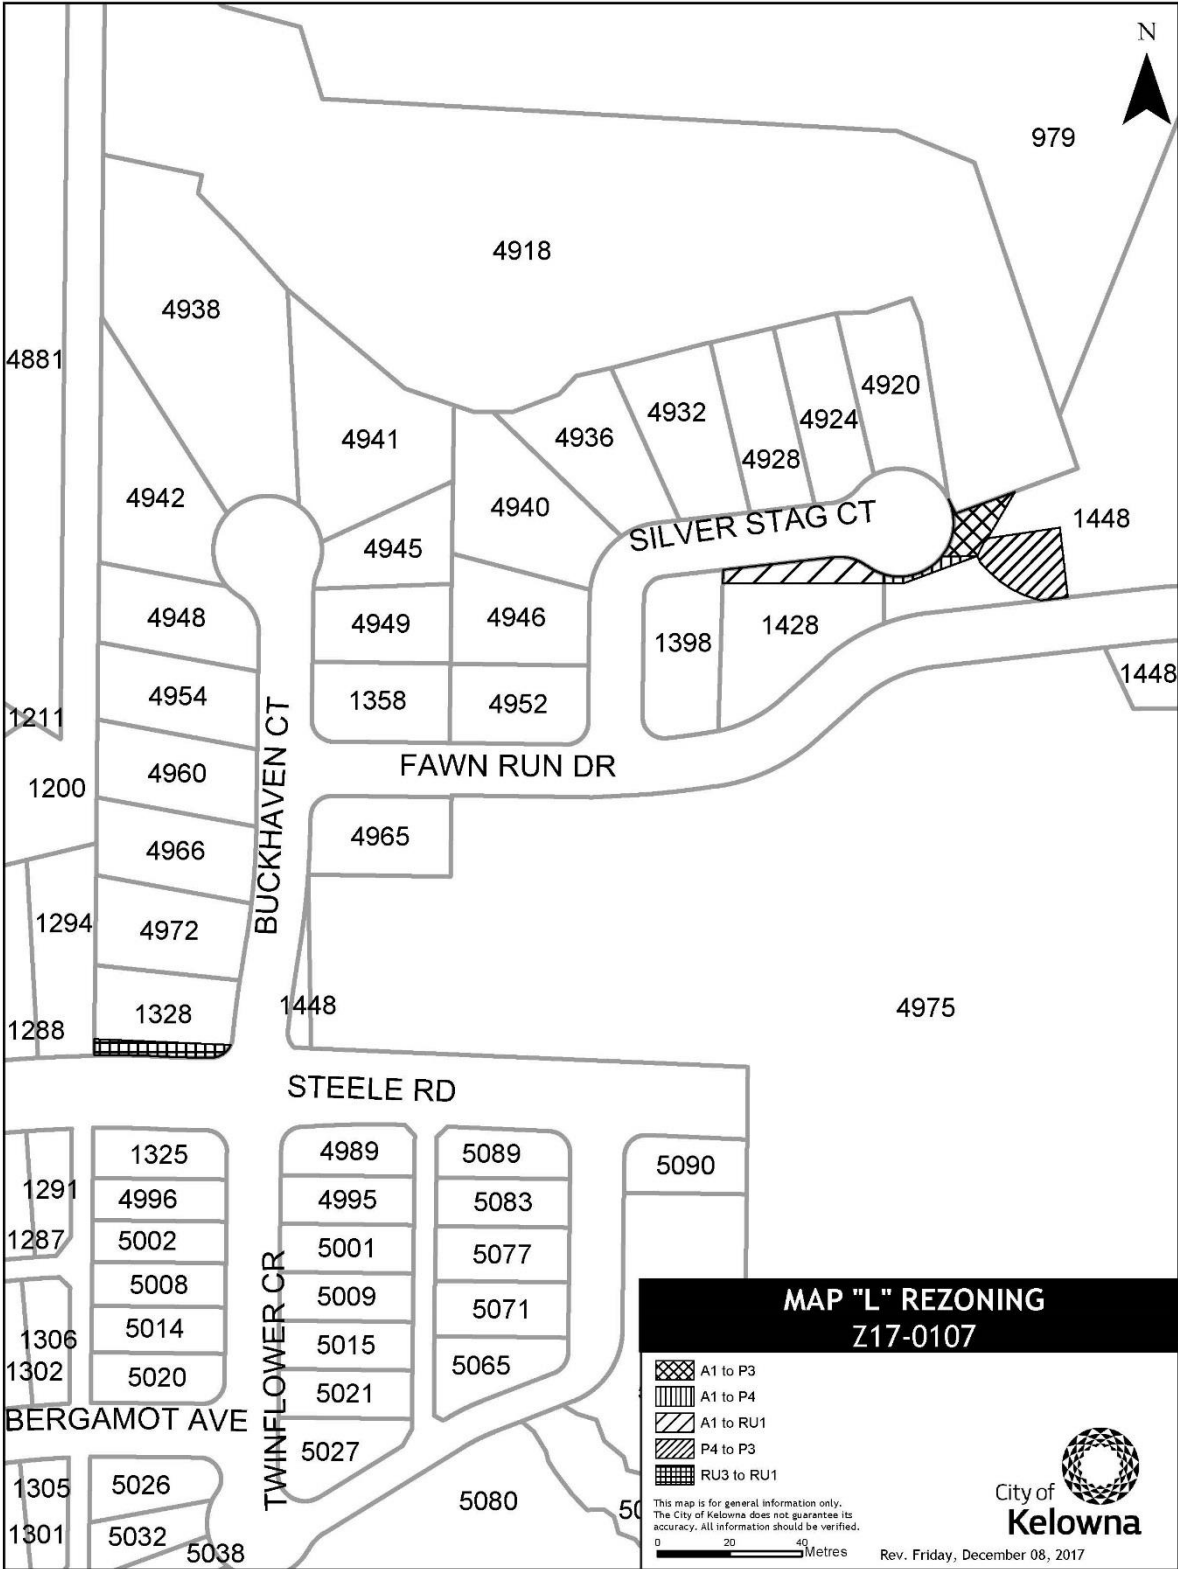 N
979
4918
4938
4881
4920
4932
4924
4941
4936
4928
4942
4940
SILVER STAG CT
1448
4945
4948
4949
4946
1428
1398
1448
4954
1358
4952
1211
BUCKHAVEN CT
FAWN RUN DR
4960
1200
4965
4966
1294
4972
1448
4975
1328
1288
STEELE RD
1325
4989
5089
5090
1291
4996
4995
5083
1287
5002
5001
5077
5008
5009
5071
1306
5014
5015
5065
1302
5020
5021
TWINFLOWER CR
BERGAMOT AVE
5027
1305
5026
5080
1301
5032
5038
MAP "L" REZONING
Z17-0107
A1 to P3
A1 to P4
A1 to RU1
P4 to P3
RU3 to RU1
This map is for general information only.
The City of Kelowna does not guarantee its
accuracy. All information should be verified.
0 20 40
Metres
City of
Kelowna
Rev. Friday, December 08, 2017